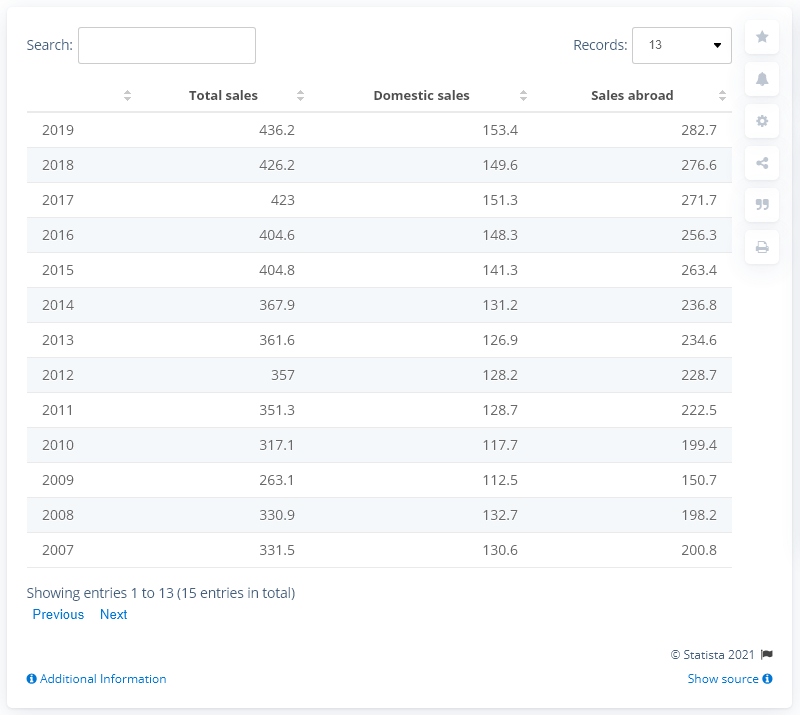 Search:
Records: 13
Total sales Domestic sales Sales abroad
2019 436.2 153.4 282.7
2018 426.2 149.6 276.6
2017 423 151.3 271.7
2016 404.6 148.3 256.3
2015 404.8 141.3 263.4
2014 367.9 131.2 236.8
2013 361.6 126.9 234.6
2012 357 128.2 228.7
2011 351.3 128.7 222.5
2010 317.1 117.7 199.4
2009 263.1 112.5 150.7
2008 330.9 132.7 198.2
2007 331.5 130.6 200.8
Showing entries 1 to 13 (15 entries in total)
Previous Next
© Statista 2021
Additional Information
Show source